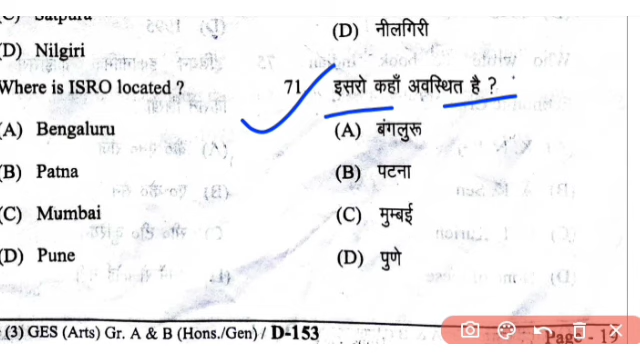 (D) नीलगिरी
(D) Nilgiri
Where is ISRO located ?
71. इसरो कहाँ अवस्थित है ?
(A) Bengaluru
(A) बंगलुरू
(B) Patna
(B) पटना
(C) Mumbai
(C) मुम्बई
(D) Pune
(D) पुणे
(3) GES (Arts) Gr. A & B (Hons./Gen) / D-153
Page - 19